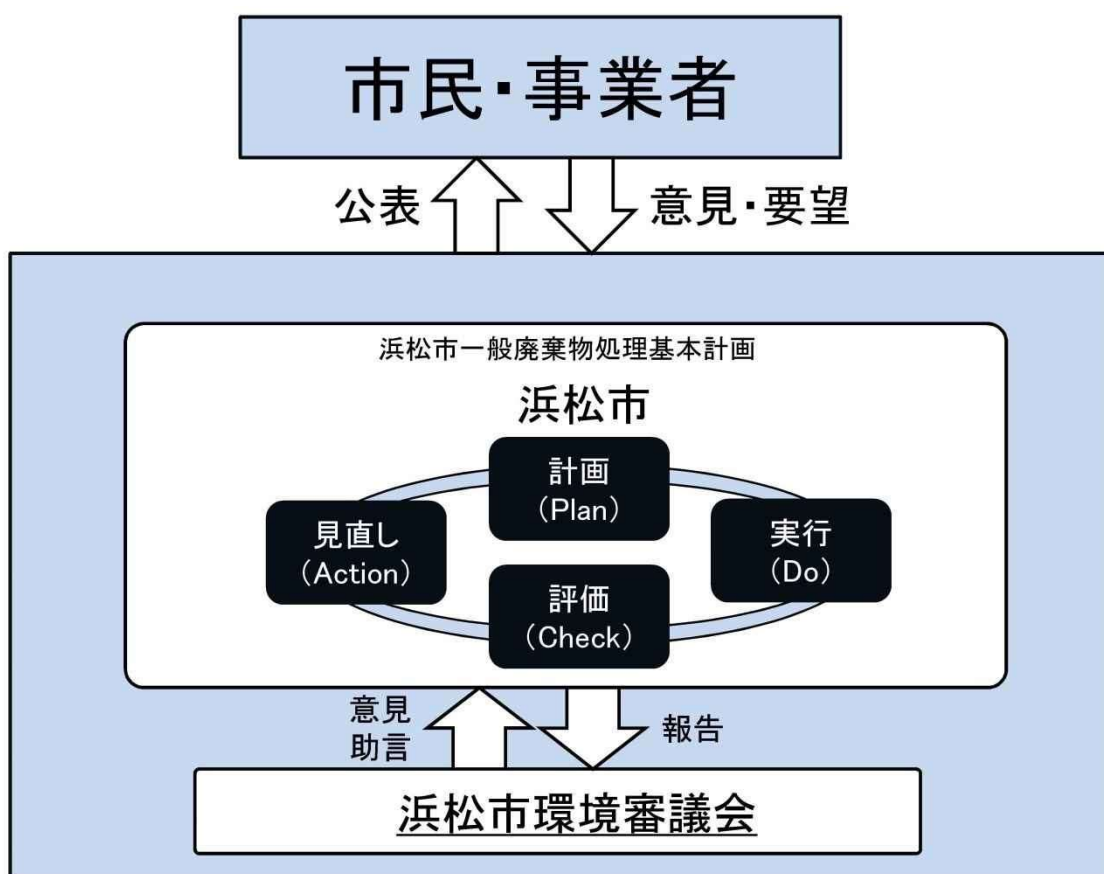 市民・事業者
公表
意見・要望
浜松市一般廃棄物処理基本計画
浜松市
計画
(Plan)
見直し
(Action)
実行
(Do)
評価
(Check)
意見
助言
報告
浜松市環境審議会